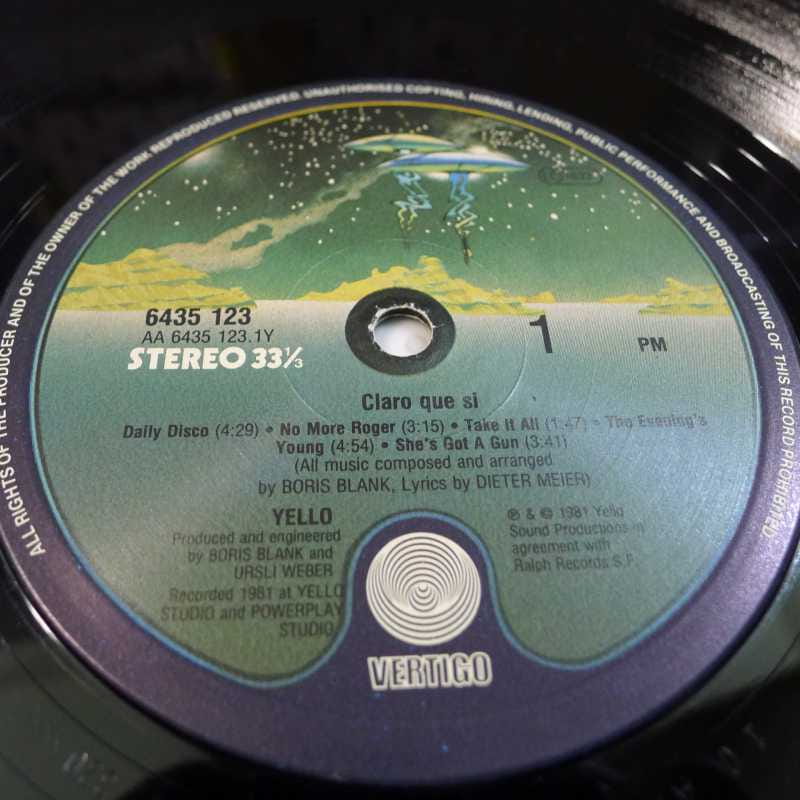 ALL RIGHTS OF THE PRODUCER AND OF THE OWNER OF THE WORK REPRODUCED RESERVED. UNAUTHORISED COPYING, HIRING, LENDING, PUBLIC PERFORMANCE AND BROADCASTING OF THIS RECORD PROHIBITED.
6435 123
AA 6435 123.1Y
STEREO 33⅓
1
PM
Claro que si
Daily Disco (4:29) • No More Roger (3:15) • Take It All (1:47) • The Evening's
Young (4:54) • She's Got A Gun (3:41)
(All music composed and arranged
by BORIS BLANK, Lyrics by DIETER MEIER)
YELLO
Produced and engineered
by BORIS BLANK and
URSLI WEBER
Recorded 1981 at YELLO
STUDIO and POWERPLAY
STUDIO
℗ & © 1981 Yello
Sound Productions in
agreement with
Ralph Records S.F.
VERTIGO